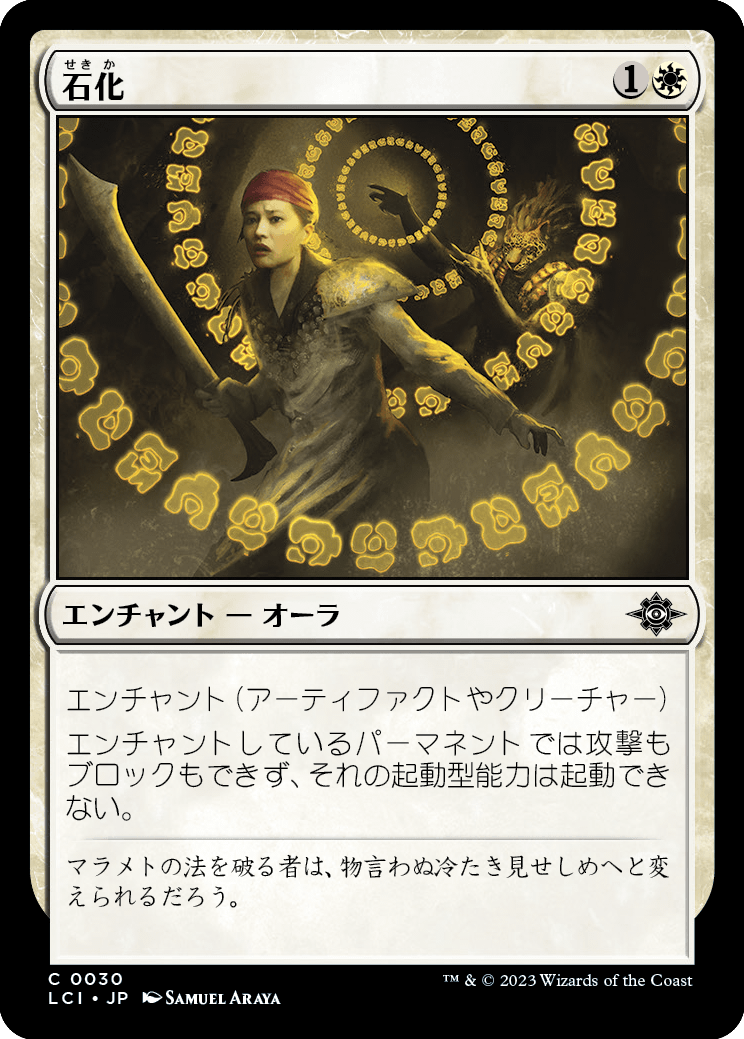 せきか
石化
1
エンチャント — オーラ
エンチャント(アーティファクトやクリーチャー)
エンチャントしているパーマネントでは攻撃も
ブロックもできず、それの起動型能力は起動でき
ない。
マラメトの法を破る者は、物言わぬ冷たき見せしめへと変
えられるだろう。
C 0030
LCI • JP SAMUEL ARAYA
™ & © 2023 Wizards of the Coast